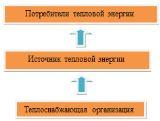 Потребители тепловой энергии
Источник тепловой энергии
Теплоснабжающая организация